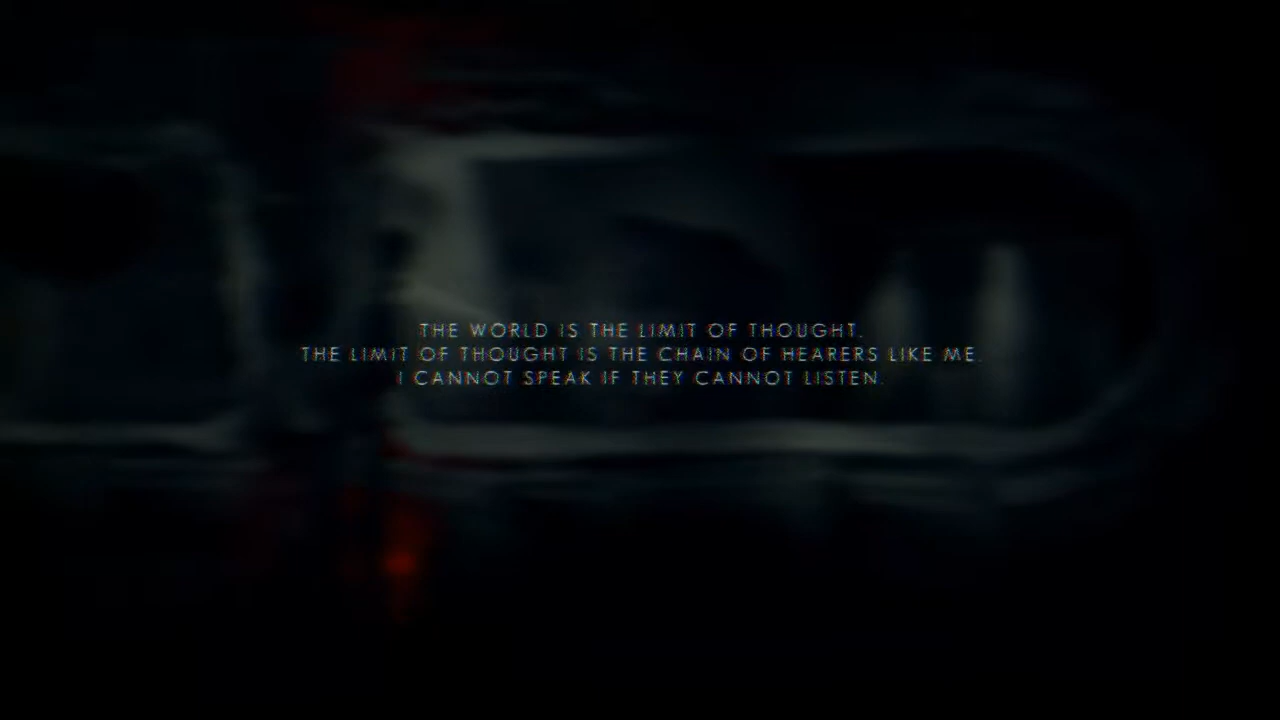 THE WORLD IS THE LIMIT OF THOUGHT.
THE LIMIT OF THOUGHT IS THE CHAIN OF HEARERS LIKE ME.
I CANNOT SPEAK IF THEY CANNOT LISTEN.